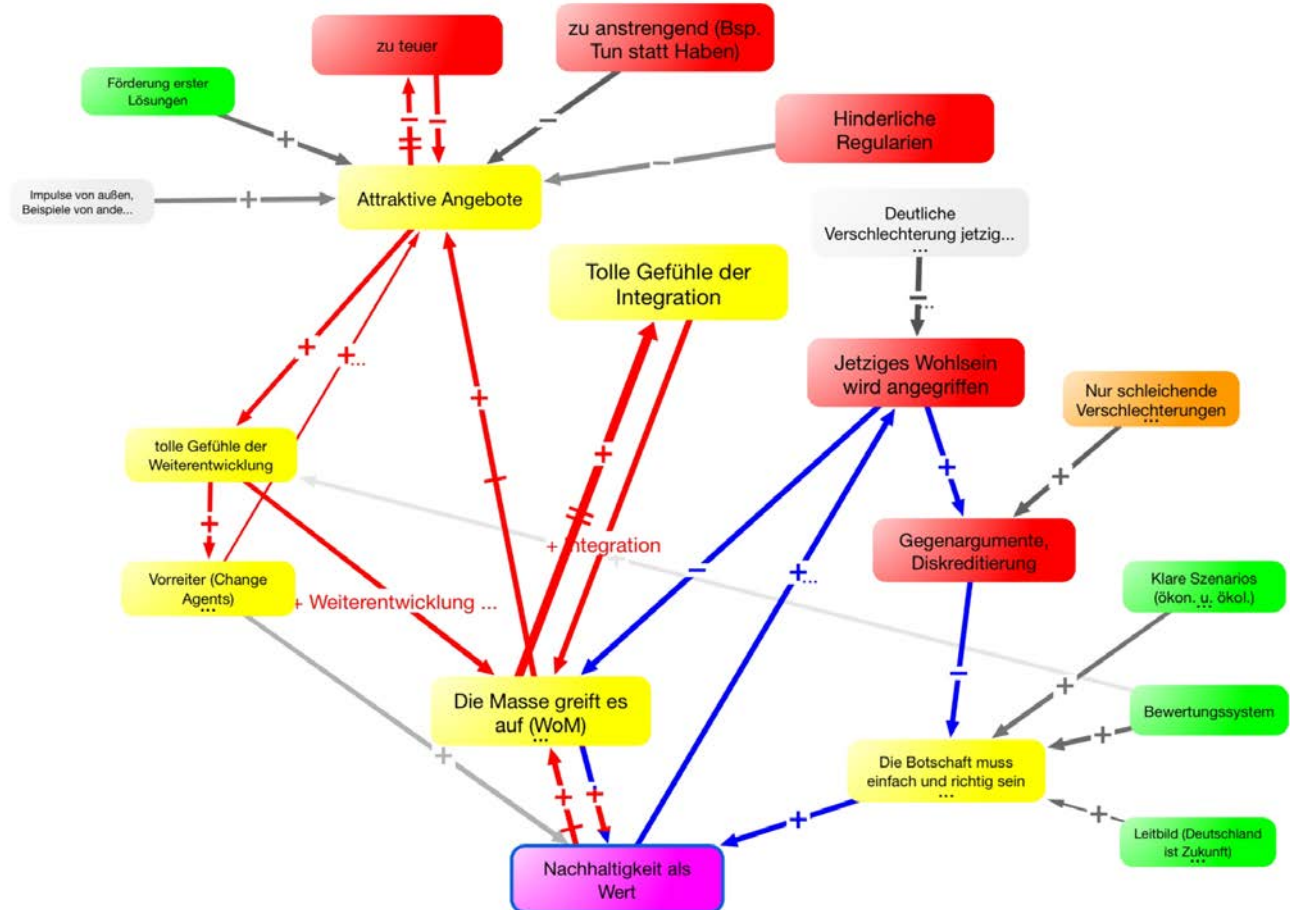 zu teuer
zu anstrengend (Bsp.
Tun statt Haben)
Förderung erster
Lösungen
Hinderliche
Regularien
Impulse von außen,
Beispiele von ande...
Attraktive Angebote
Deutliche
Verschlechterung jetzig...
...
Tolle Gefühle der
Integration
Jetziges Wohlsein
wird angegriffen
Nur schleichende
Verschlechterungen
...
tolle Gefühle der
Weiterentwicklung
+ Integration
Gegenargumente,
Diskreditierung
Vorreiter (Change
Agents)
...
+ Weiterentwicklung ...
Klare Szenarios
(ökon. u. ökol.)
...
Die Masse greift es
auf (WoM)
...
Bewertungssystem
Die Botschaft muss
einfach und richtig sein
...
Leitbild (Deutschland
ist Zukunft)
...
Nachhaltigkeit als
Wert